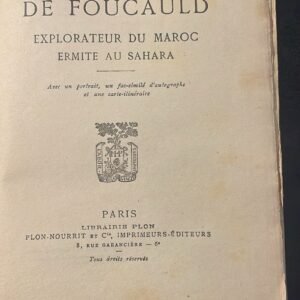 DE FOUCAULD
EXPLORATEUR DU MAROC
ERMITE AU SAHARA
Avec un portrait, un fac-similé d'autographe
et une carte-itinéraire
PARIS
LIBRAIRIE PLON
PLON-NOURRIT ET Cie, IMPRIMEURS-ÉDITEURS
8, RUE GARANCIÈRE — 6e
Tous droits réservés